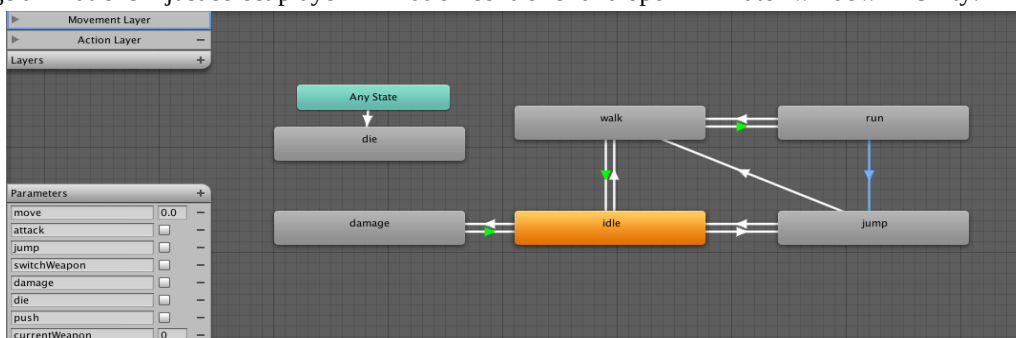 Movement Layer
Action Layer
Layers +
Any State
die
walk
run
damage
idle
jump
Parameters +
move 0.0
attack
jump
switchWeapon
damage
die
push
currentWeapon 0